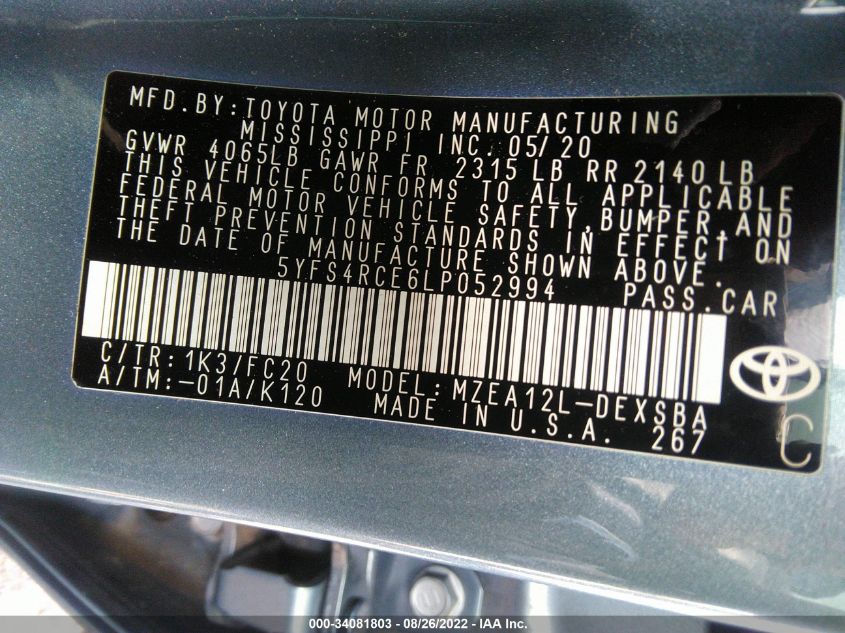 MFD.BY:TOYOTA MOTOR MANUFACTURING
MISSISSIPPI INC. 05/20
GVWR 4065LB GAWR FR 2315 LB RR 2140 LB
THIS VEHICLE CONFORMS TO ALL APPLICABLE
FEDERAL MOTOR VEHICLE SAFETY, BUMPER, AND
THEFT PREVENTION STANDARDS IN EFFECT ON
THE DATE OF MANUFACTURE SHOWN ABOVE.
5YFS4RCE6LP052994 PASS.CAR
C/TR: 1K3/FC20 MODEL: MZEA12L-DEXSBA
A/TM:-01A/K120 MADE IN U.S.A. 267
C
000-34081803 - 08/26/2022 - IAA Inc.